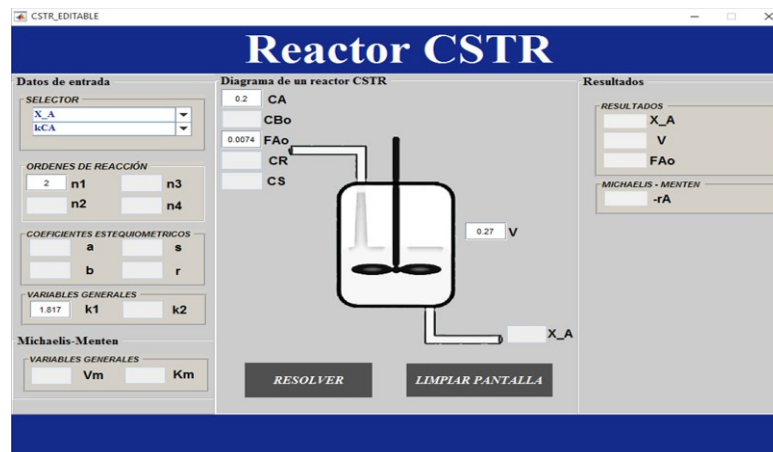 CSTR_EDITABLE
Reactor CSTR
Datos de entrada
SELECTOR
X_A
kCA
ORDENES DE REACCIÓN
2 n1 n3
n2 n4
COEFICIENTES ESTEQUIOMETRICOS
a s
b r
VARIABLES GENERALES
1.817 k1 k2
Michaelis-Menten
VARIABLES GENERALES
Vm Km
Diagrama de un reactor CSTR
0.2 CA
CBo
0.0074 FAo
CR
CS
0.27 V
X_A
RESOLVER
LIMPIAR PANTALLA
Resultados
RESULTADOS
X_A
V
FAo
MICHAELIS - MENTEN
-rA